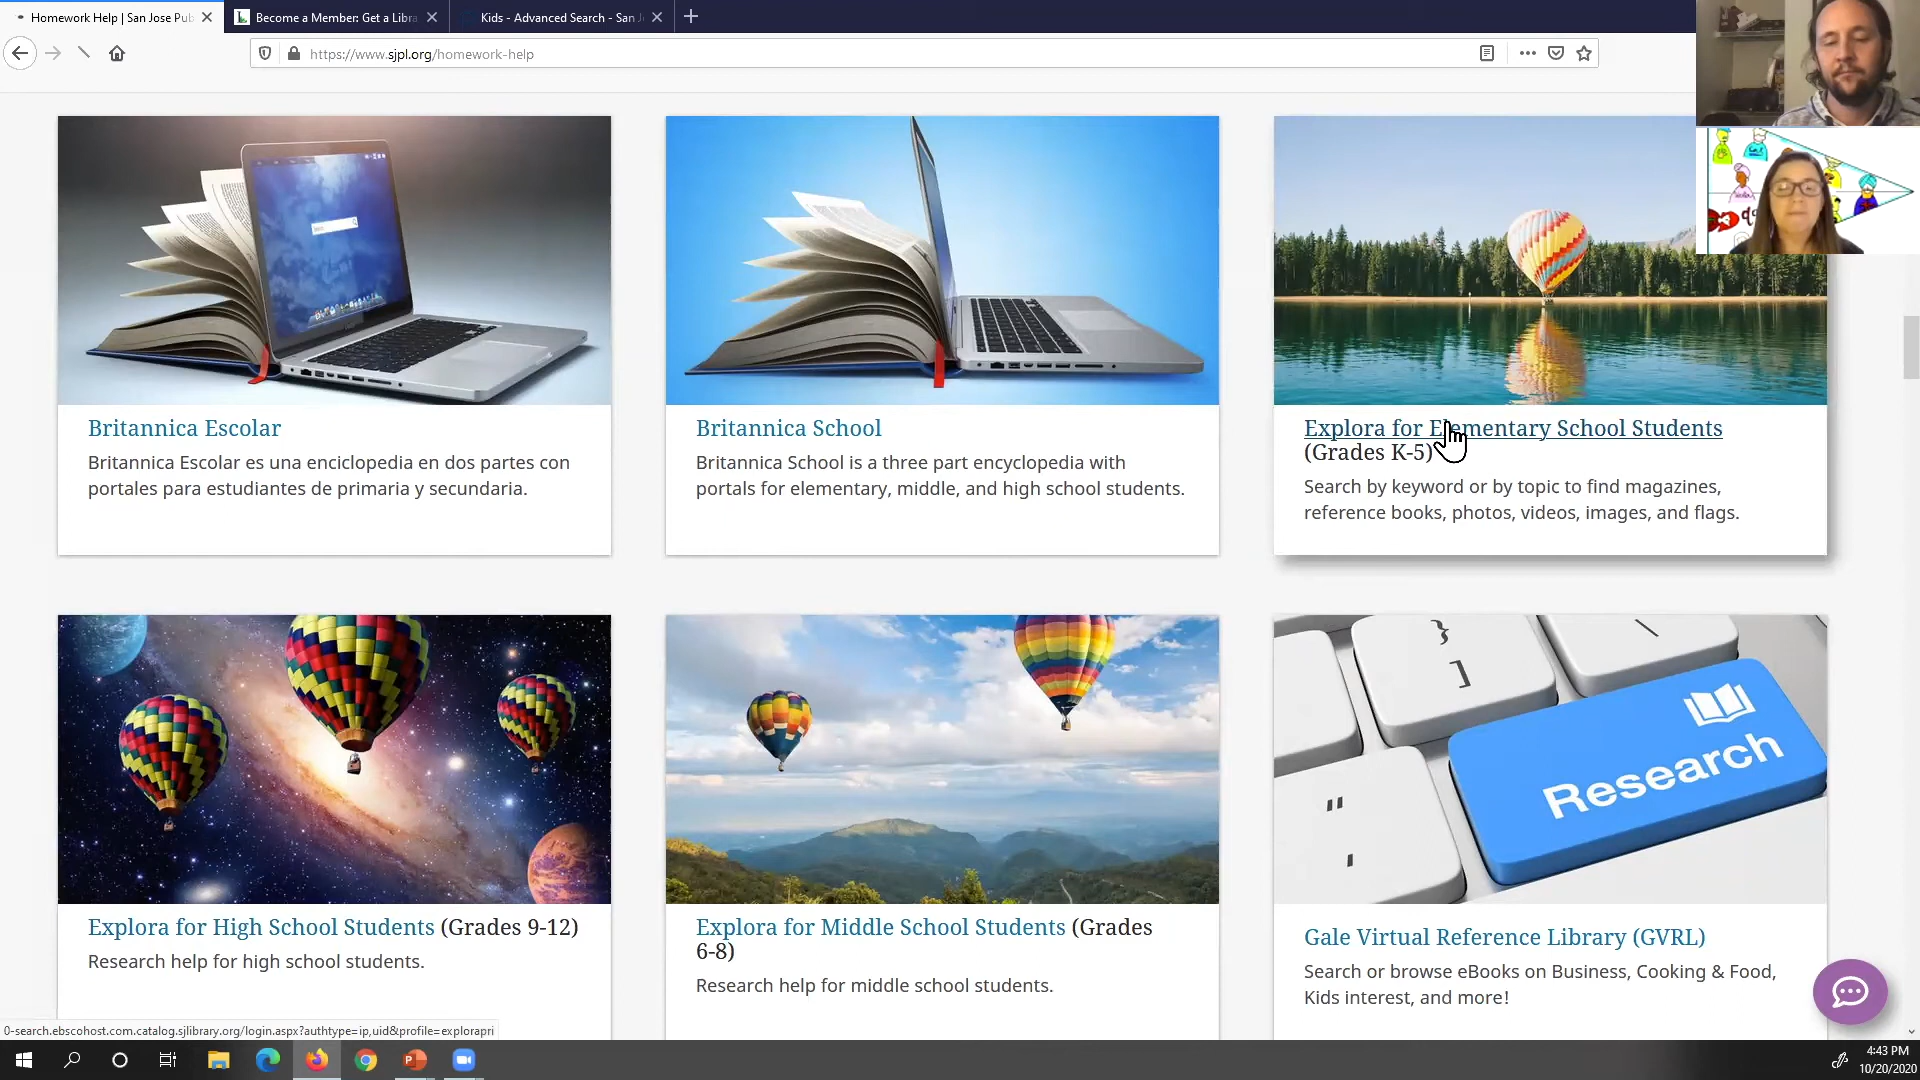 Homework Help | San Jose Pub
Become a Member: Get a Libra
Kids - Advanced Search - San J
https://www.sjpl.org/homework-help
Britannica Escolar
Britannica Escolar es una enciclopedia en dos partes con
portales para estudiantes de primaria y secundaria.
Britannica School
Britannica School is a three part encyclopedia with
portals for elementary, middle, and high school students.
Explora for Elementary School Students
(Grades K-5)
Search by keyword or by topic to find magazines,
reference books, photos, videos, images, and flags.
} ]
\
" '
Research
Explora for High School Students (Grades 9-12)
Research help for high school students.
Explora for Middle School Students (Grades
6-8)
Research help for middle school students.
Gale Virtual Reference Library (GVRL)
Search or browse eBooks on Business, Cooking & Food,
Kids interest, and more!
0-search.ebscohost.com.catalog.sjlibrary.org/login.aspx?authtype=ip,uid&profile=explorapri
4:43 PM
10/20/2020